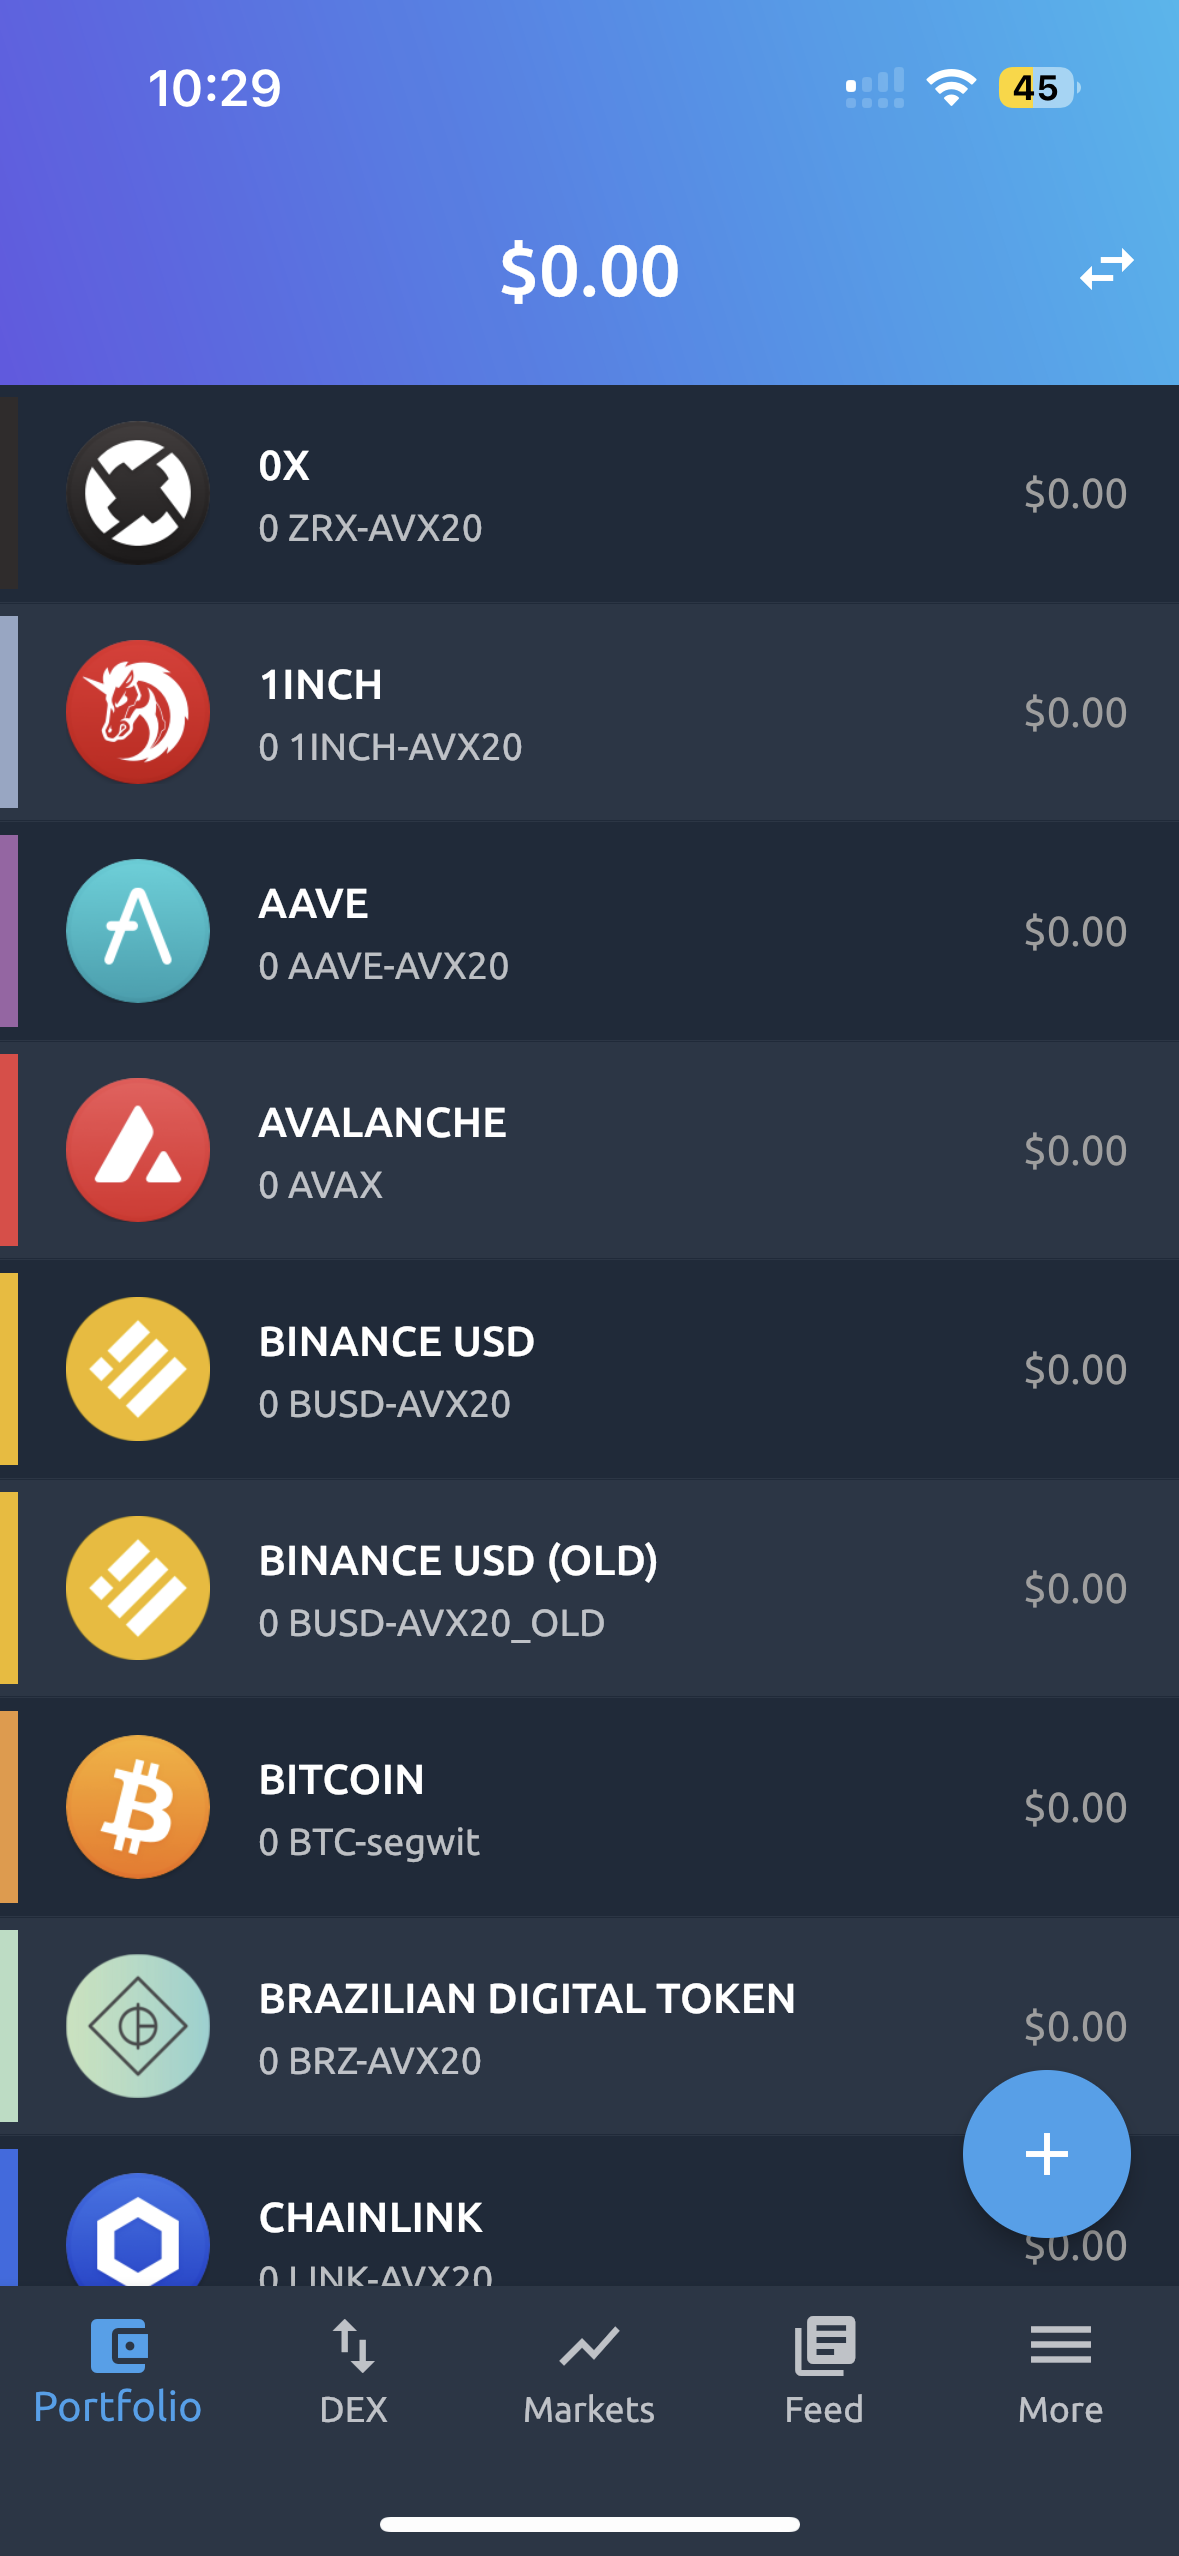 10:29
45
$0.00
0X
0 ZRX-AVX20
$0.00
1INCH
0 1INCH-AVX20
$0.00
AAVE
0 AAVE-AVX20
$0.00
AVALANCHE
0 AVAX
$0.00
BINANCE USD
0 BUSD-AVX20
$0.00
BINANCE USD (OLD)
0 BUSD-AVX20_OLD
$0.00
BITCOIN
0 BTC-segwit
$0.00
BRAZILIAN DIGITAL TOKEN
0 BRZ-AVX20
$0.00
CHAINLINK
0 LINK-AVX20
$0.00
Portfolio
DEX
Markets
Feed
More